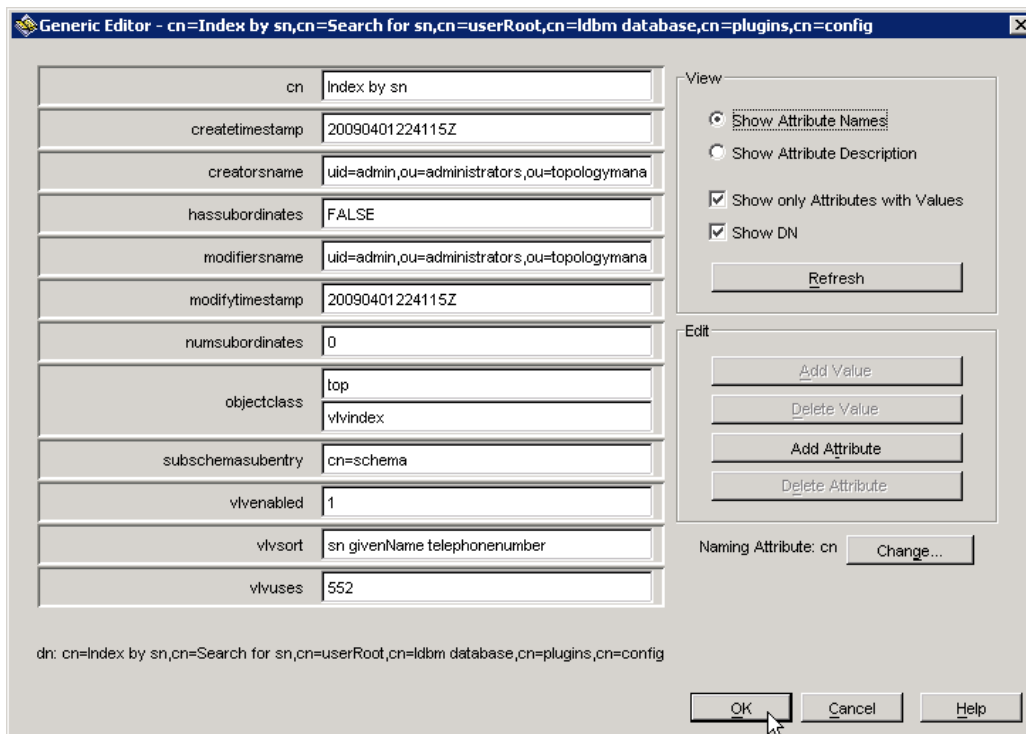 Generic Editor - cn=Index by sn,cn=Search for sn,cn=userRoot,cn=ldbm database,cn=plugins,cn=config
cn Index by sn
createtimestamp 20090401224115Z
creatorsname uid=admin,ou=administrators,ou=topologymana
hassubordinates FALSE
modifiersname uid=admin,ou=administrators,ou=topologymana
modifytimestamp 20090401224115Z
numsubordinates 0
objectclass top
vlvindex
subschemasubentry cn=schema
vlvenabled 1
vlvsort sn givenName telephonenumber
vlvuses 552
dn: cn=Index by sn,cn=Search for sn,cn=userRoot,cn=ldbm database,cn=plugins,cn=config
View
Show Attribute Names
Show Attribute Description
Show only Attributes with Values
Show DN
Refresh
Edit
Add Value
Delete Value
Add Attribute
Delete Attribute
Naming Attribute: cn Change...
OK Cancel Help